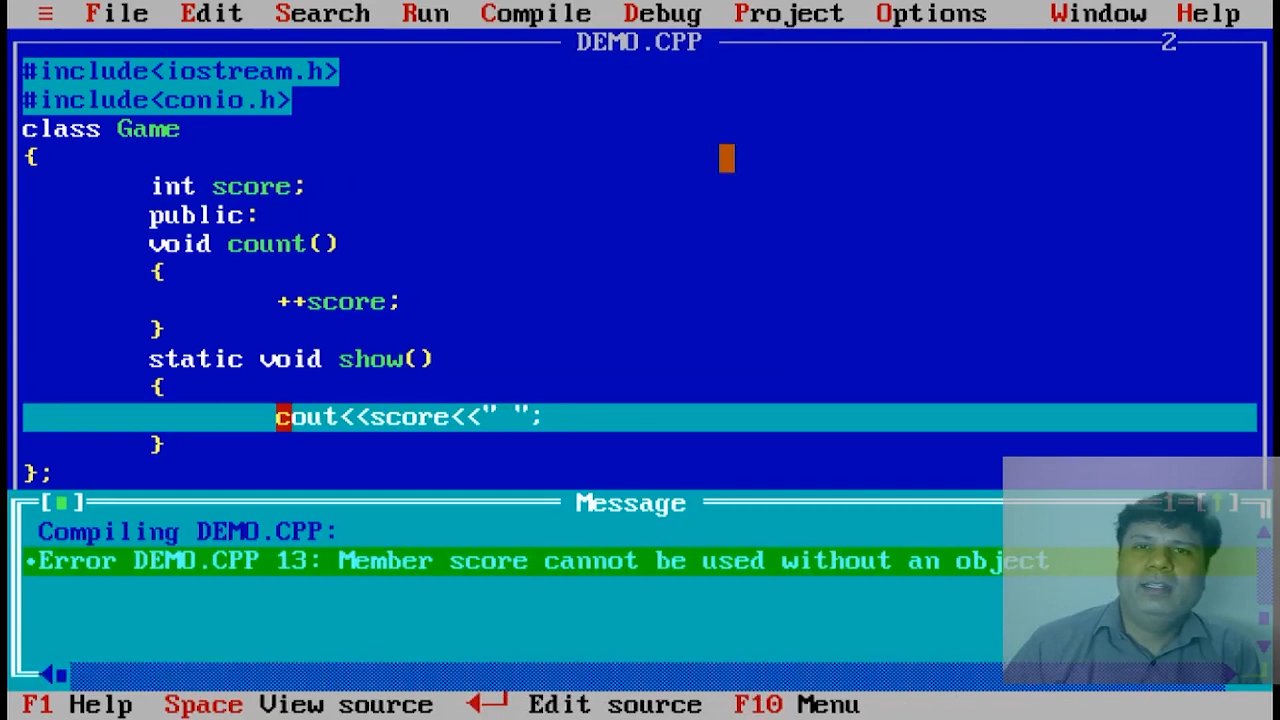 ≡ File Edit Search Run Compile Debug Project Options Window Help
DEMO.CPP 2
#include<iostream.h>
#include<conio.h>
class Game
{
int score;
public:
void count()
{
++score;
}
static void show()
{
cout<<score<<" ";
}
};
[■] Message 1=[↑]
Compiling DEMO.CPP:
•Error DEMO.CPP 13: Member score cannot be used without an object
F1 Help Space View source ◄─┘ Edit source F10 Menu